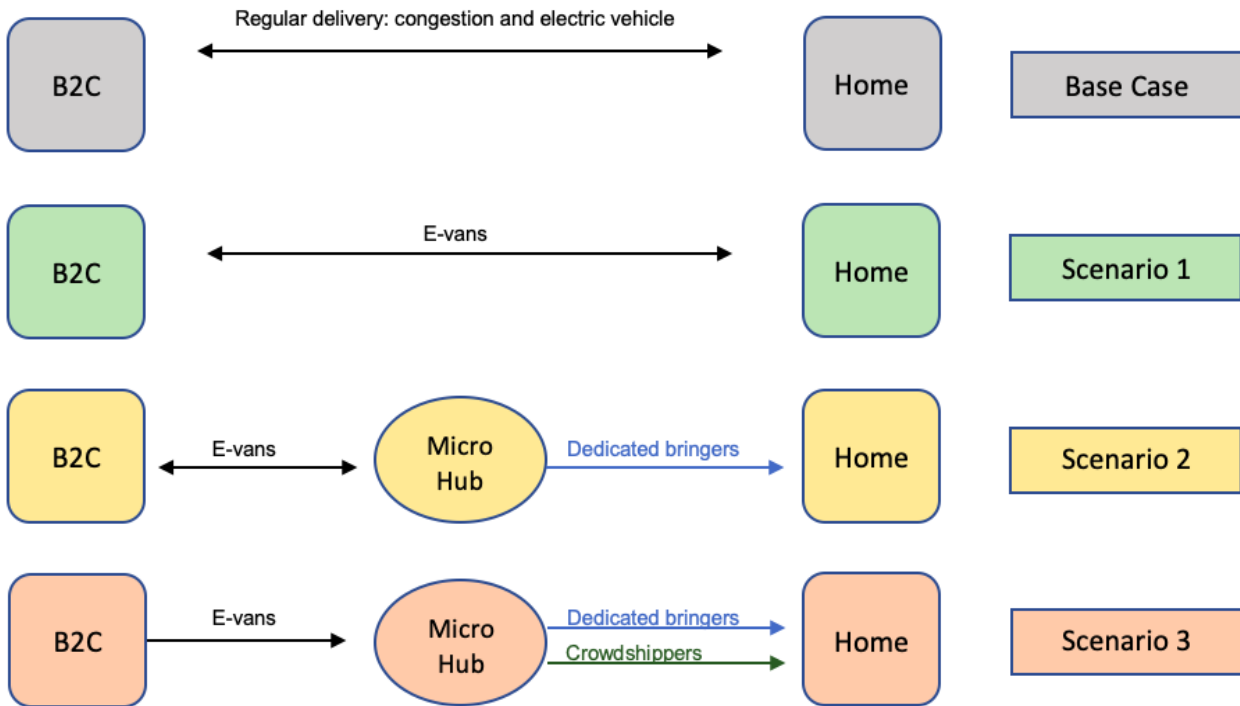 Regular delivery: congestion and electric vehicle
B2C
Home
Base Case
E-vans
B2C
Home
Scenario 1
B2C
E-vans
Micro
Hub
Dedicated bringers
Home
Scenario 2
B2C
E-vans
Micro
Hub
Dedicated bringers
Crowdshippers
Home
Scenario 3